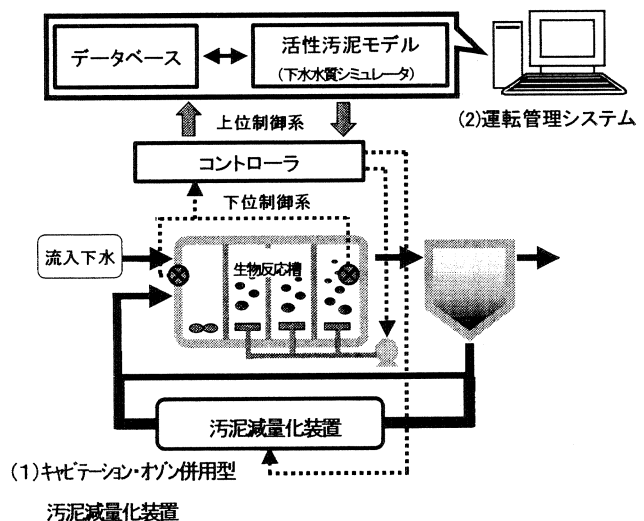 データベース
活性汚泥モデル
(下水水質シミュレータ)
(2)運転管理システム
上位制御系
コントローラ
下位制御系
流入下水
生物反応槽
汚泥減量化装置
(1)キャビテーション・オゾン併用型
汚泥減量化装置